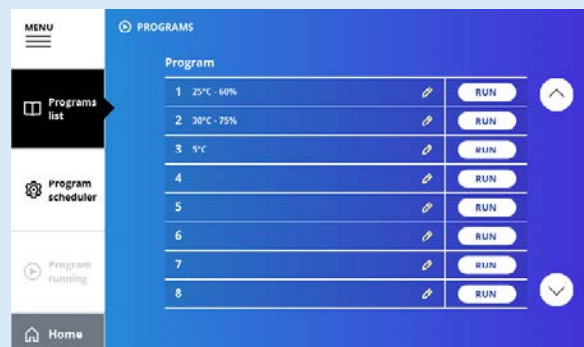 MENU
PROGRAMS
Program
Programs
list
1 25°C - 60% RUN
2 30°C - 75% RUN
3 5°C RUN
Program
scheduler
4 RUN
5 RUN
6 RUN
Program
running
7 RUN
8 RUN
Home